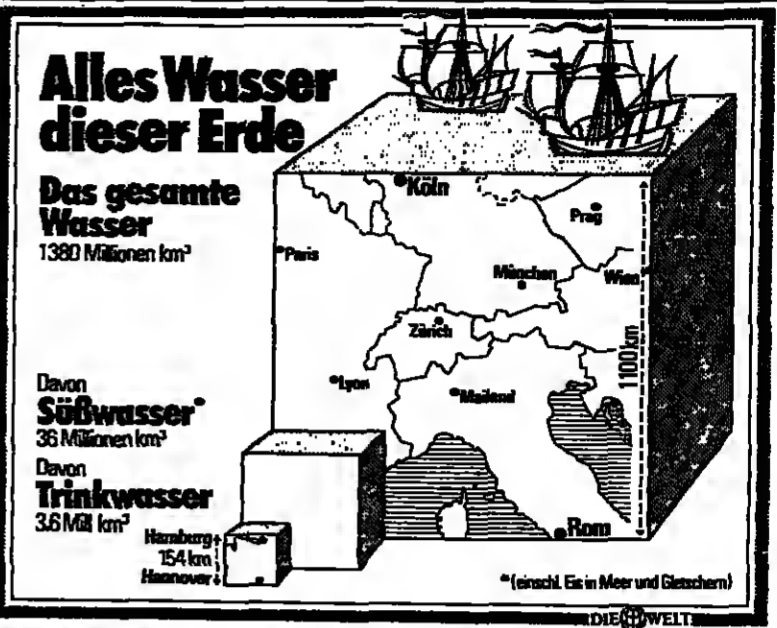 Alles Wasser
dieser Erde
Das gesamte
Wasser
1380 Millionen km³
Köln
Prag
Paris
München
Wien
Zürich
1100 km
Lyon
Mailand
Davon
Süßwasser*
36 Millionen km³
Davon
Trinkwasser
3.6 Mill km³
Hamburg
154 km
Hannover
Rom
*(einschl. Eis in Meer und Gletschern)
DIE WELT